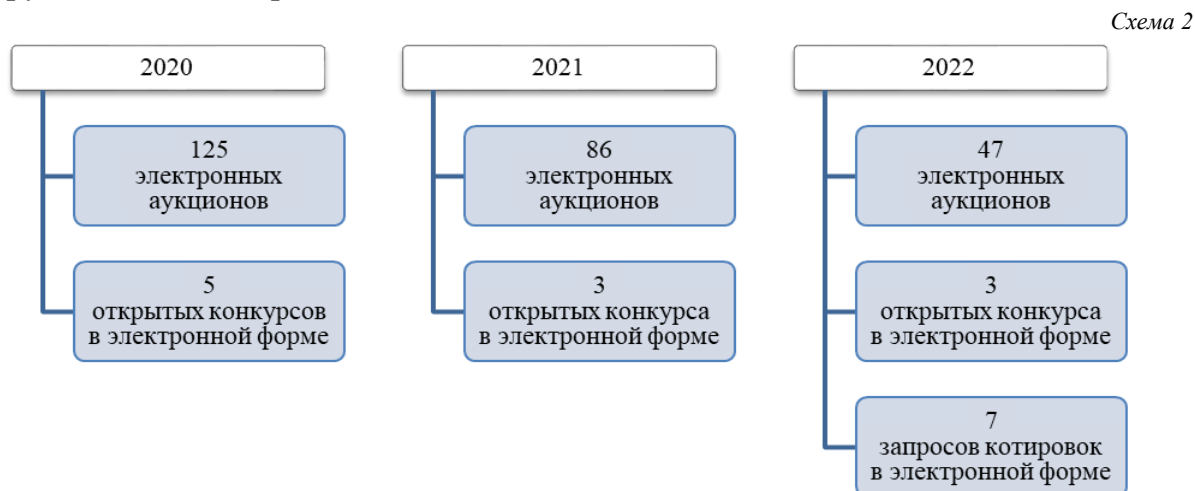 Схема 2
2020
125
электронных
аукционов
5
открытых конкурсов
в электронной форме
2021
86
электронных
аукционов
3
открытых конкурса
в электронной форме
2022
47
электронных
аукционов
3
открытых конкурса
в электронной форме
7
запросов котировок
в электронной форме